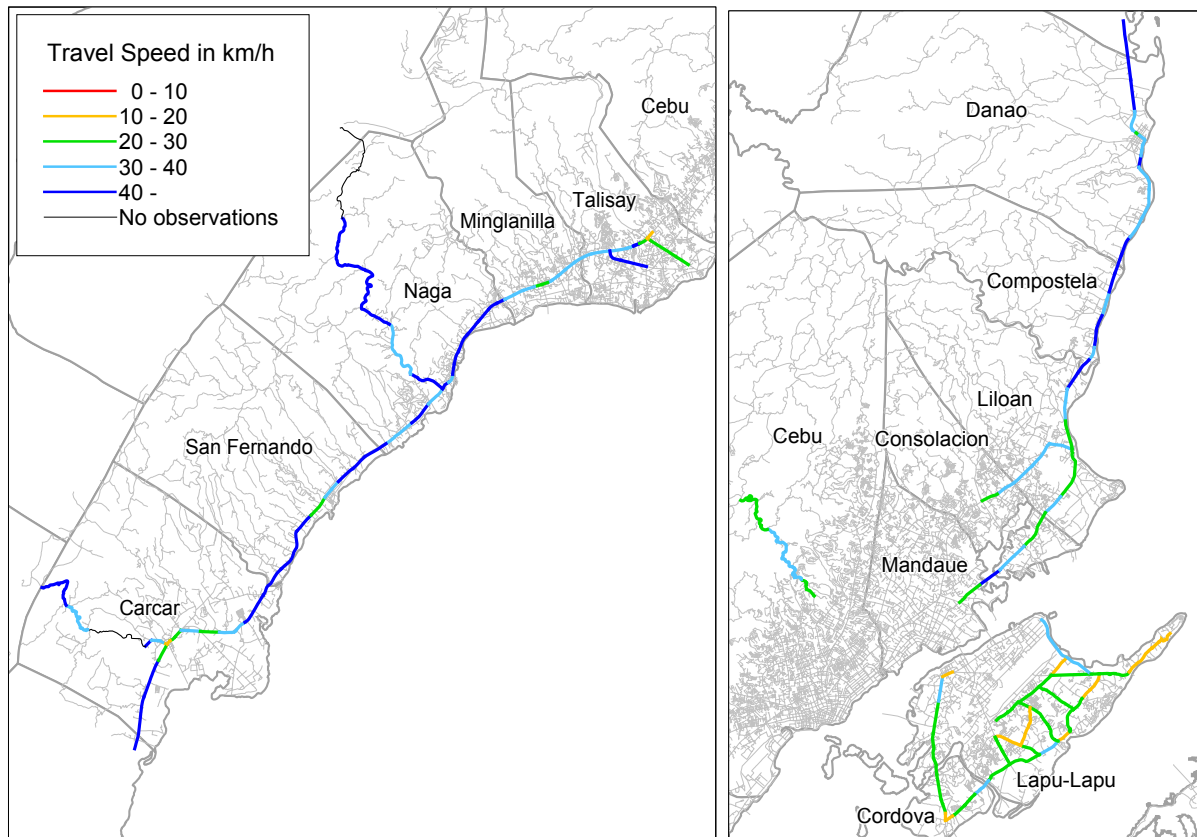 Travel Speed in km/h
0 - 10
10 - 20
20 - 30
30 - 40
40 -
No observations
Cebu
Talisay
Minglanilla
Naga
San Fernando
Carcar
Danao
Compostela
Liloan
Cebu
Consolacion
Mandaue
Lapu-Lapu
Cordova